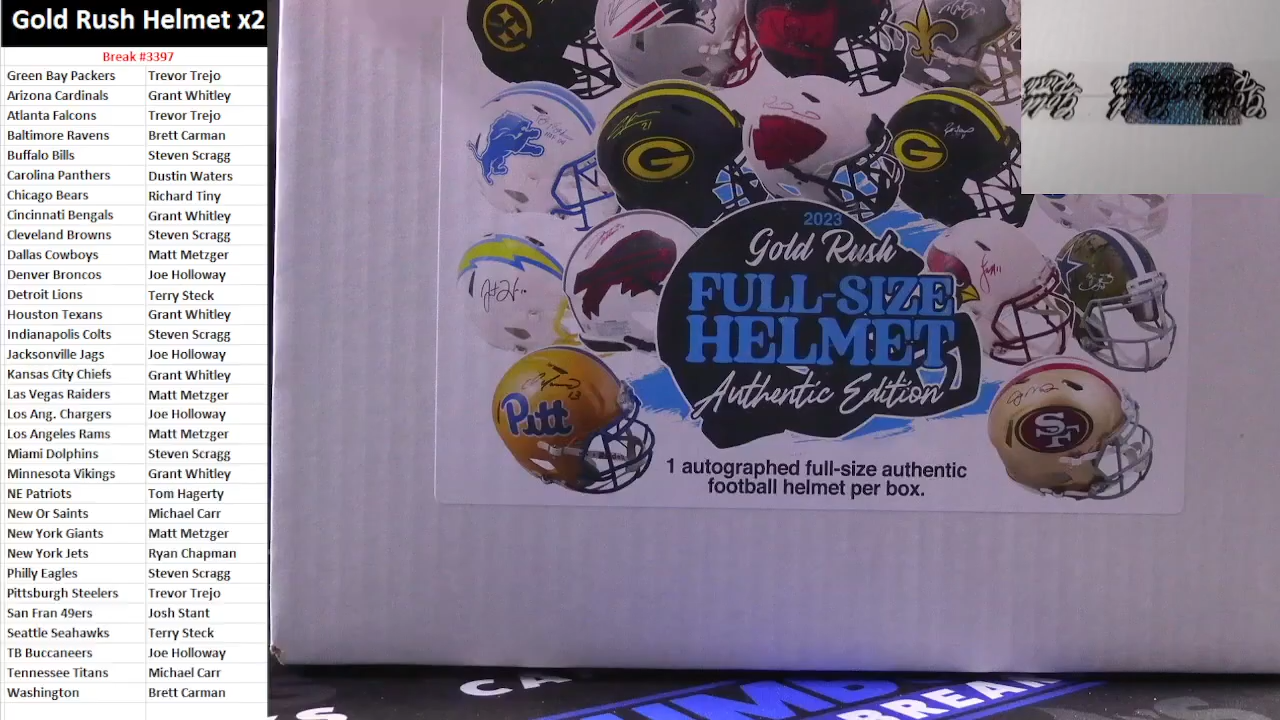 Gold Rush Helmet x2
Break #3397
Green Bay Packers Trevor Trejo
Arizona Cardinals Grant Whitley
Atlanta Falcons Trevor Trejo
Baltimore Ravens Brett Carman
Buffalo Bills Steven Scragg
Carolina Panthers Dustin Waters
Chicago Bears Richard Tiny
Cincinnati Bengals Grant Whitley
Cleveland Browns Steven Scragg
Dallas Cowboys Matt Metzger
Denver Broncos Joe Holloway
Detroit Lions Terry Steck
Houston Texans Grant Whitley
Indianapolis Colts Steven Scragg
Jacksonville Jags Joe Holloway
Kansas City Chiefs Grant Whitley
Las Vegas Raiders Matt Metzger
Los Ang. Chargers Joe Holloway
Los Angeles Rams Matt Metzger
Miami Dolphins Steven Scragg
Minnesota Vikings Grant Whitley
NE Patriots Tom Hagerty
New Or Saints Michael Carr
New York Giants Matt Metzger
New York Jets Ryan Chapman
Philly Eagles Steven Scragg
Pittsburgh Steelers Trevor Trejo
San Fran 49ers Josh Stant
Seattle Seahawks Terry Steck
TB Buccaneers Joe Holloway
Tennessee Titans Michael Carr
Washington Brett Carman
G
G
2023
Gold Rush
FULL-SIZE
HELMET
Authentic Edition
Pitt
SF
1 autographed full-size authentic
football helmet per box.